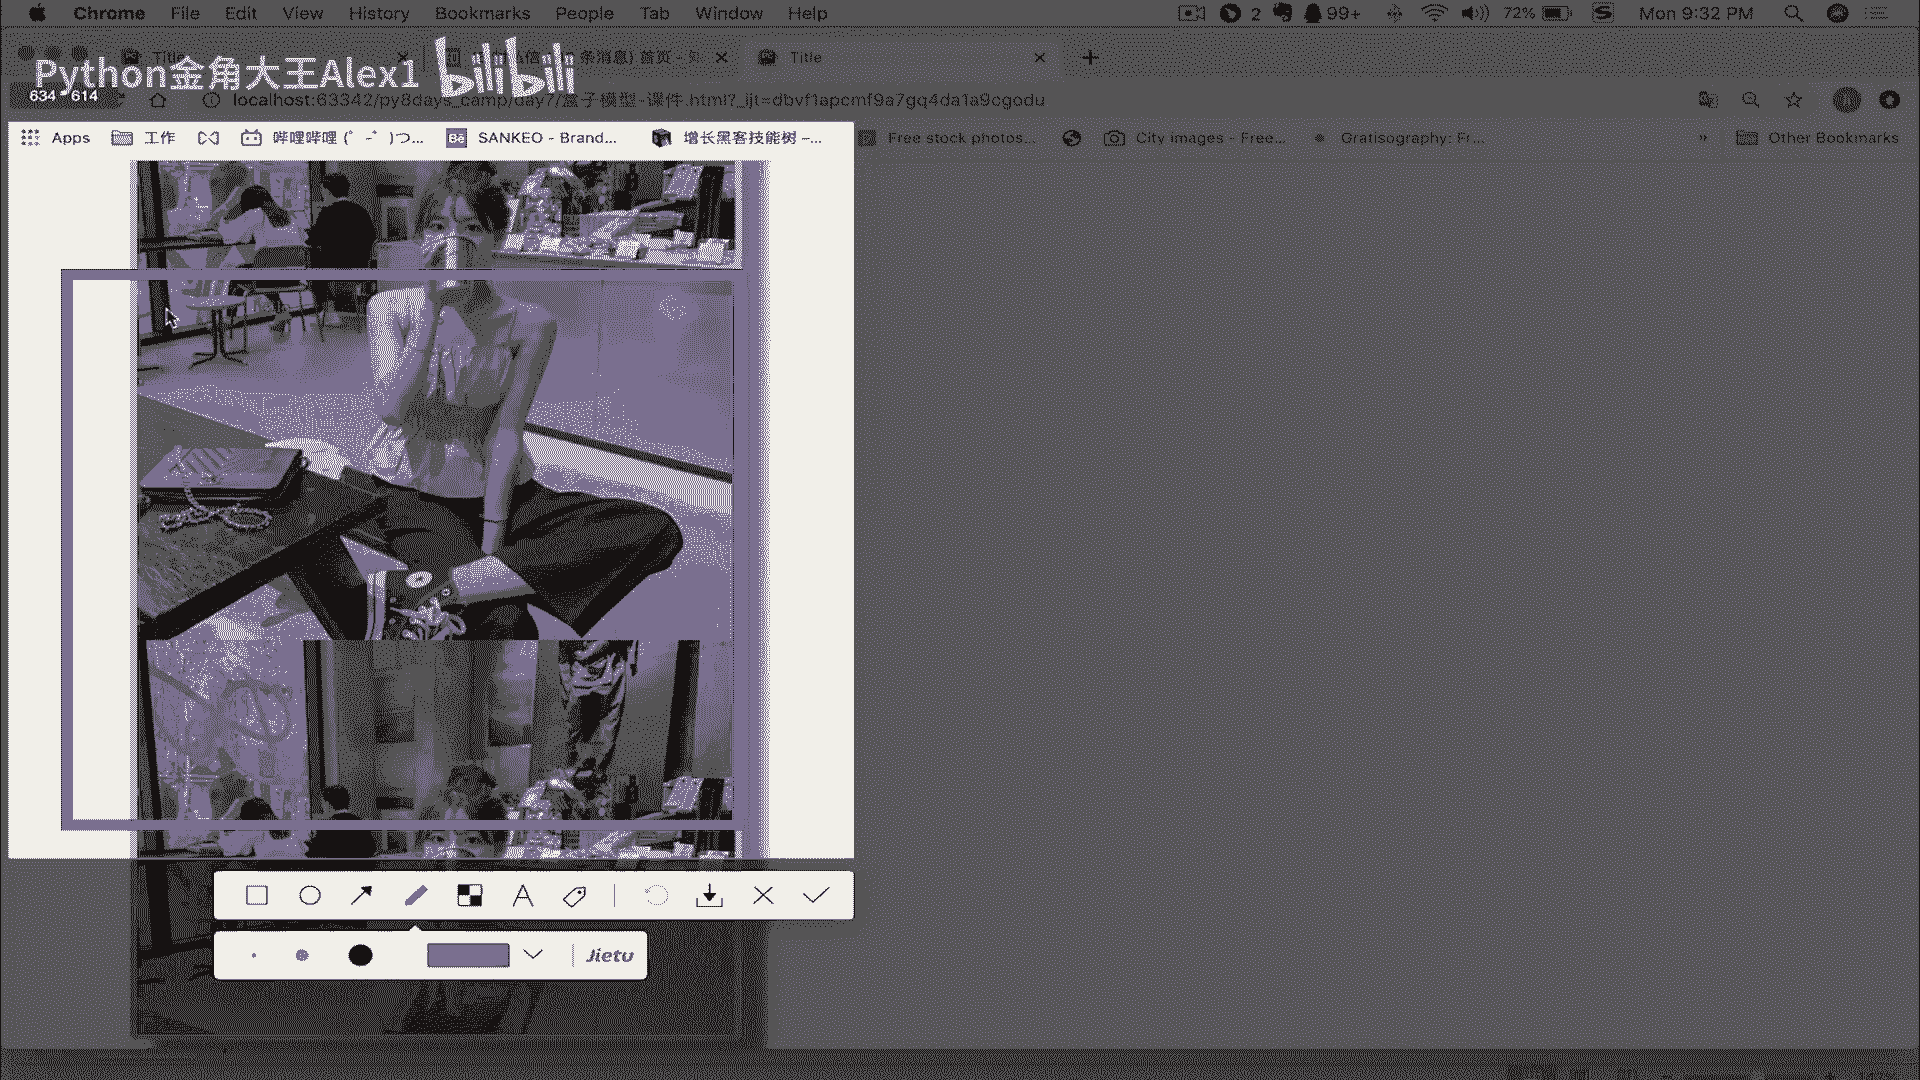 Chrome File Edit View History Bookmarks People Tab Window Help 2 99+ 72% Mon 9:32 PM
Title 条消息) 首页 - 知 Title
Python金角大王Alex1 bilibili
634 614
localhost:63342/py8days_camp/day7/盒子模型-课件.html?_ijt=dbvf1apcmf9a7gq4da1a9cgodu
Apps 工作 哔哩哔哩 (゜-゜)つ... Bē SANKEO - Brand... 增长黑客技能树 –... Free stock photos... City images - Free... Gratisography: Fr... » Other Bookmarks
Jietu